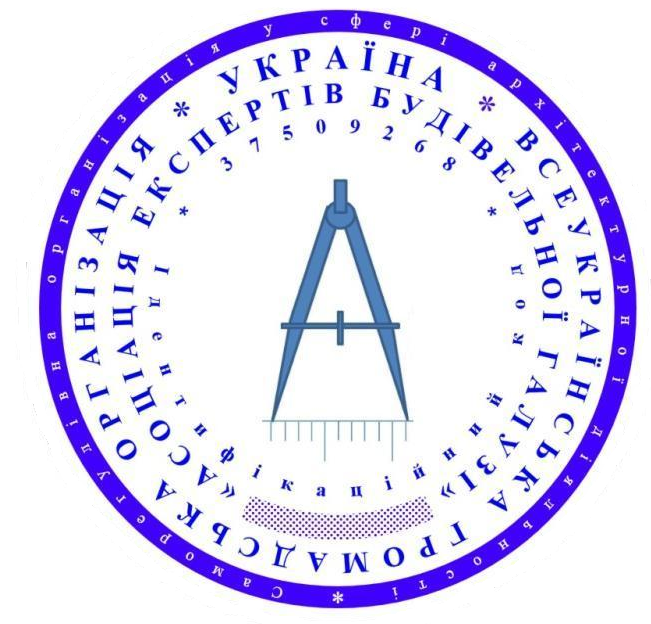 Саморегулівна організація у сфері архітектурної діяльності *
УКРАЇНА * ВСЕУКРАЇНСЬКА ГРОМАДСЬКА ОРГАНІЗАЦІЯ *
«АСОЦІАЦІЯ ЕКСПЕРТІВ БУДІВЕЛЬНОЇ ГАЛУЗІ»
* Ідентифікаційний код *
37509268